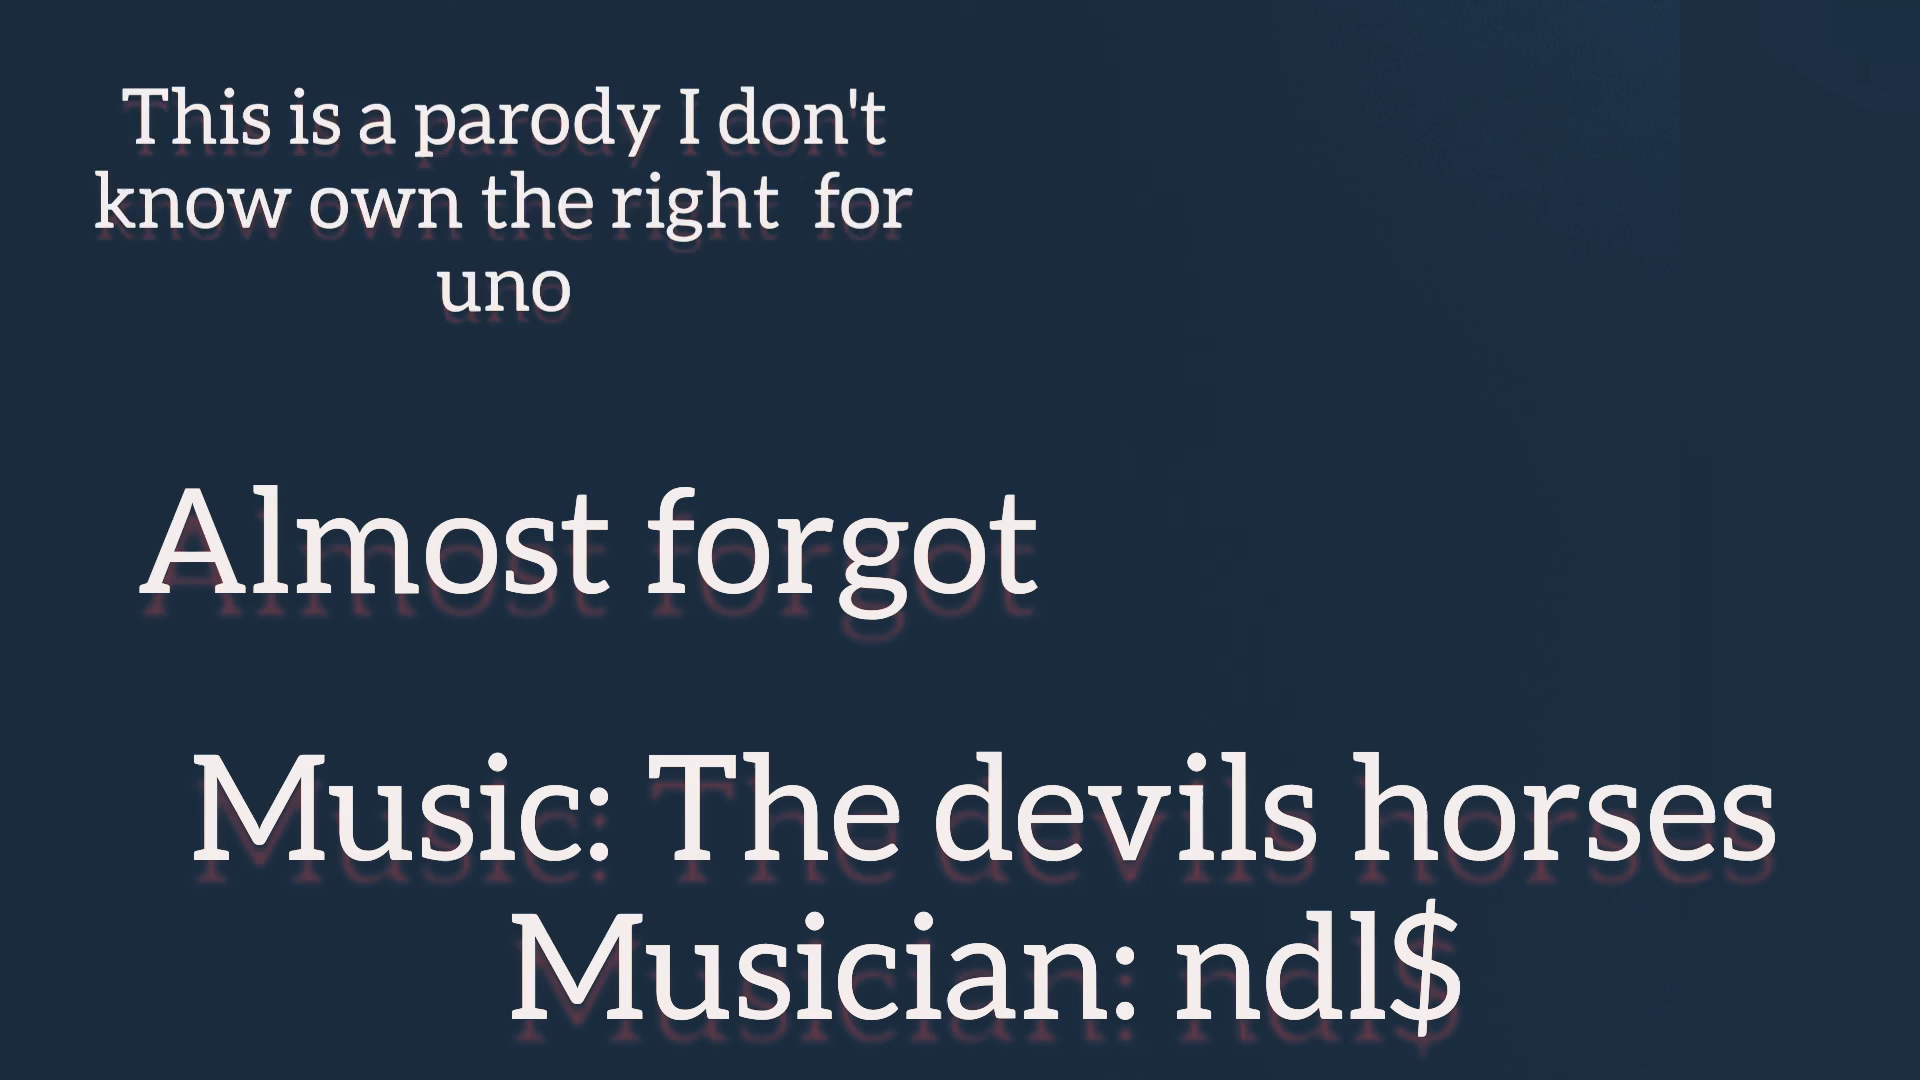 This is a parody I don't
know own the right  for
uno
Almost forgot
Music: The devils horses
Musician: ndl$